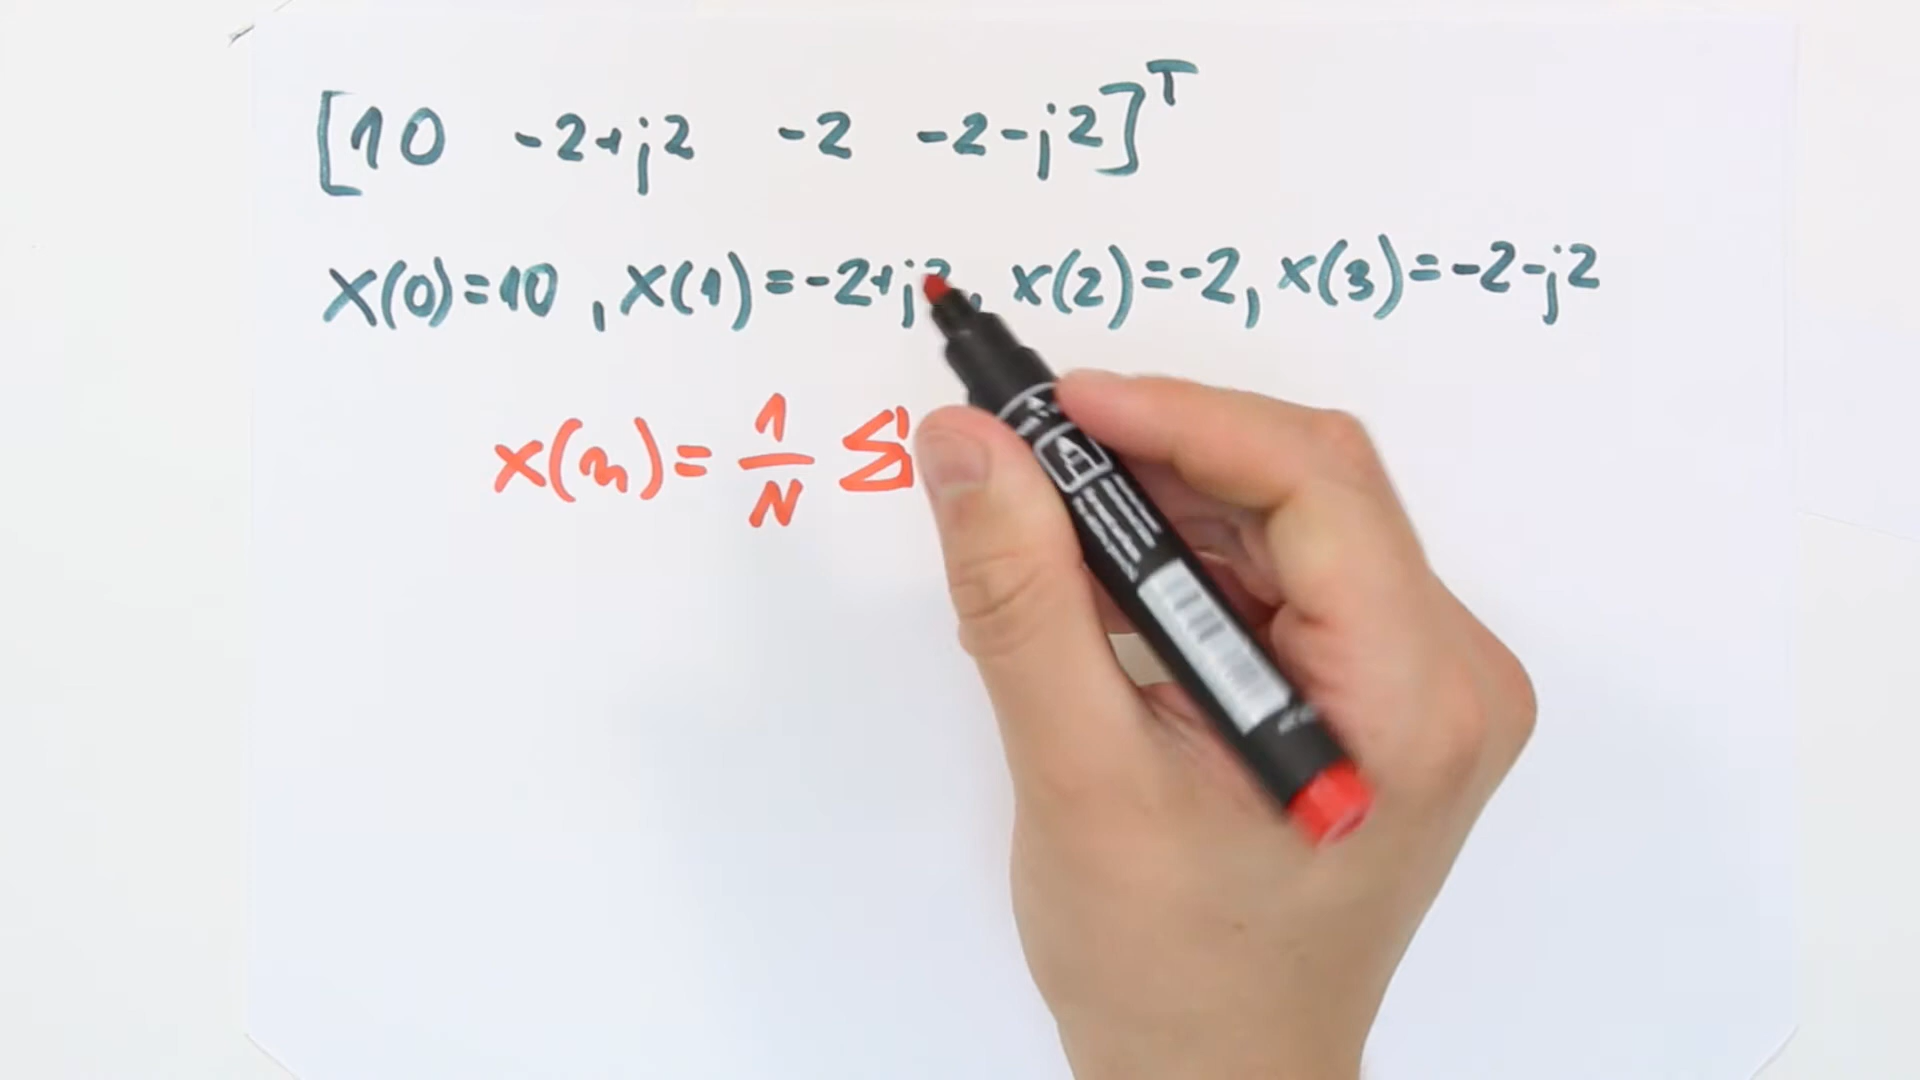 [10 -2+j2 -2 -2-j2]ᵀ
X(0)=10, X(1)=-2+j2, X(2)=-2, X(3)=-2-j2
x(n)= 1/N Σ